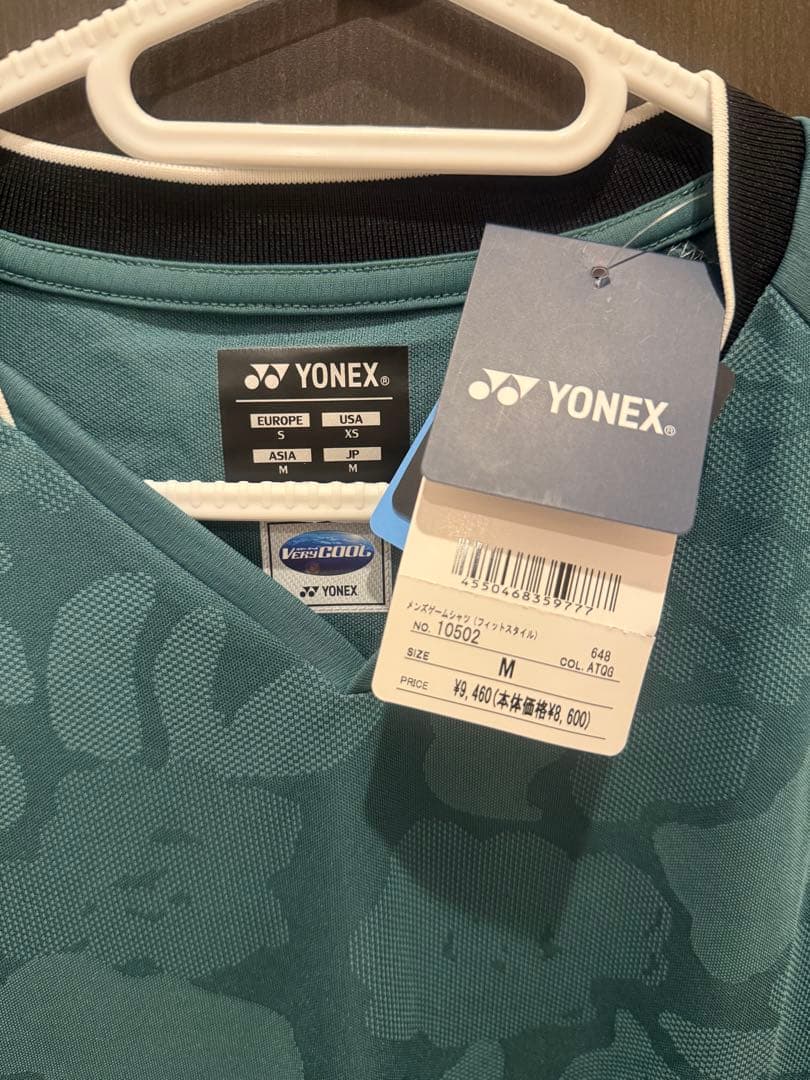 YONEX®
EUROPE USA
S XS
ASIA JP
M M
VERYCOOL
YONEX
YONEX®
4550468359777
メンズゲームシャツ(フィットスタイル)
NO. 10502 648
SIZE M COL. ATQG
PRICE ¥9,460(本体価格¥8,600)